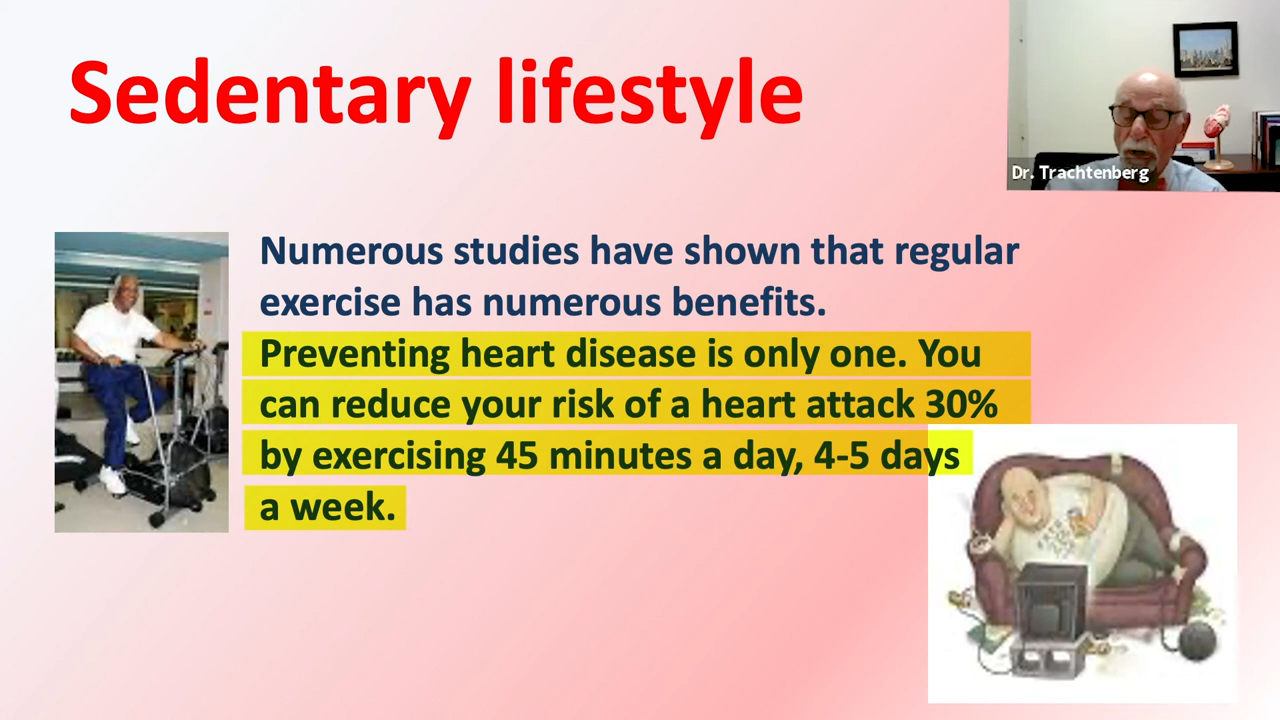 Sedentary lifestyle
Dr. Trachtenberg
Numerous studies have shown that regular
exercise has numerous benefits.
Preventing heart disease is only one. You
can reduce your risk of a heart attack 30%
by exercising 45 minutes a day, 4-5 days
a week.